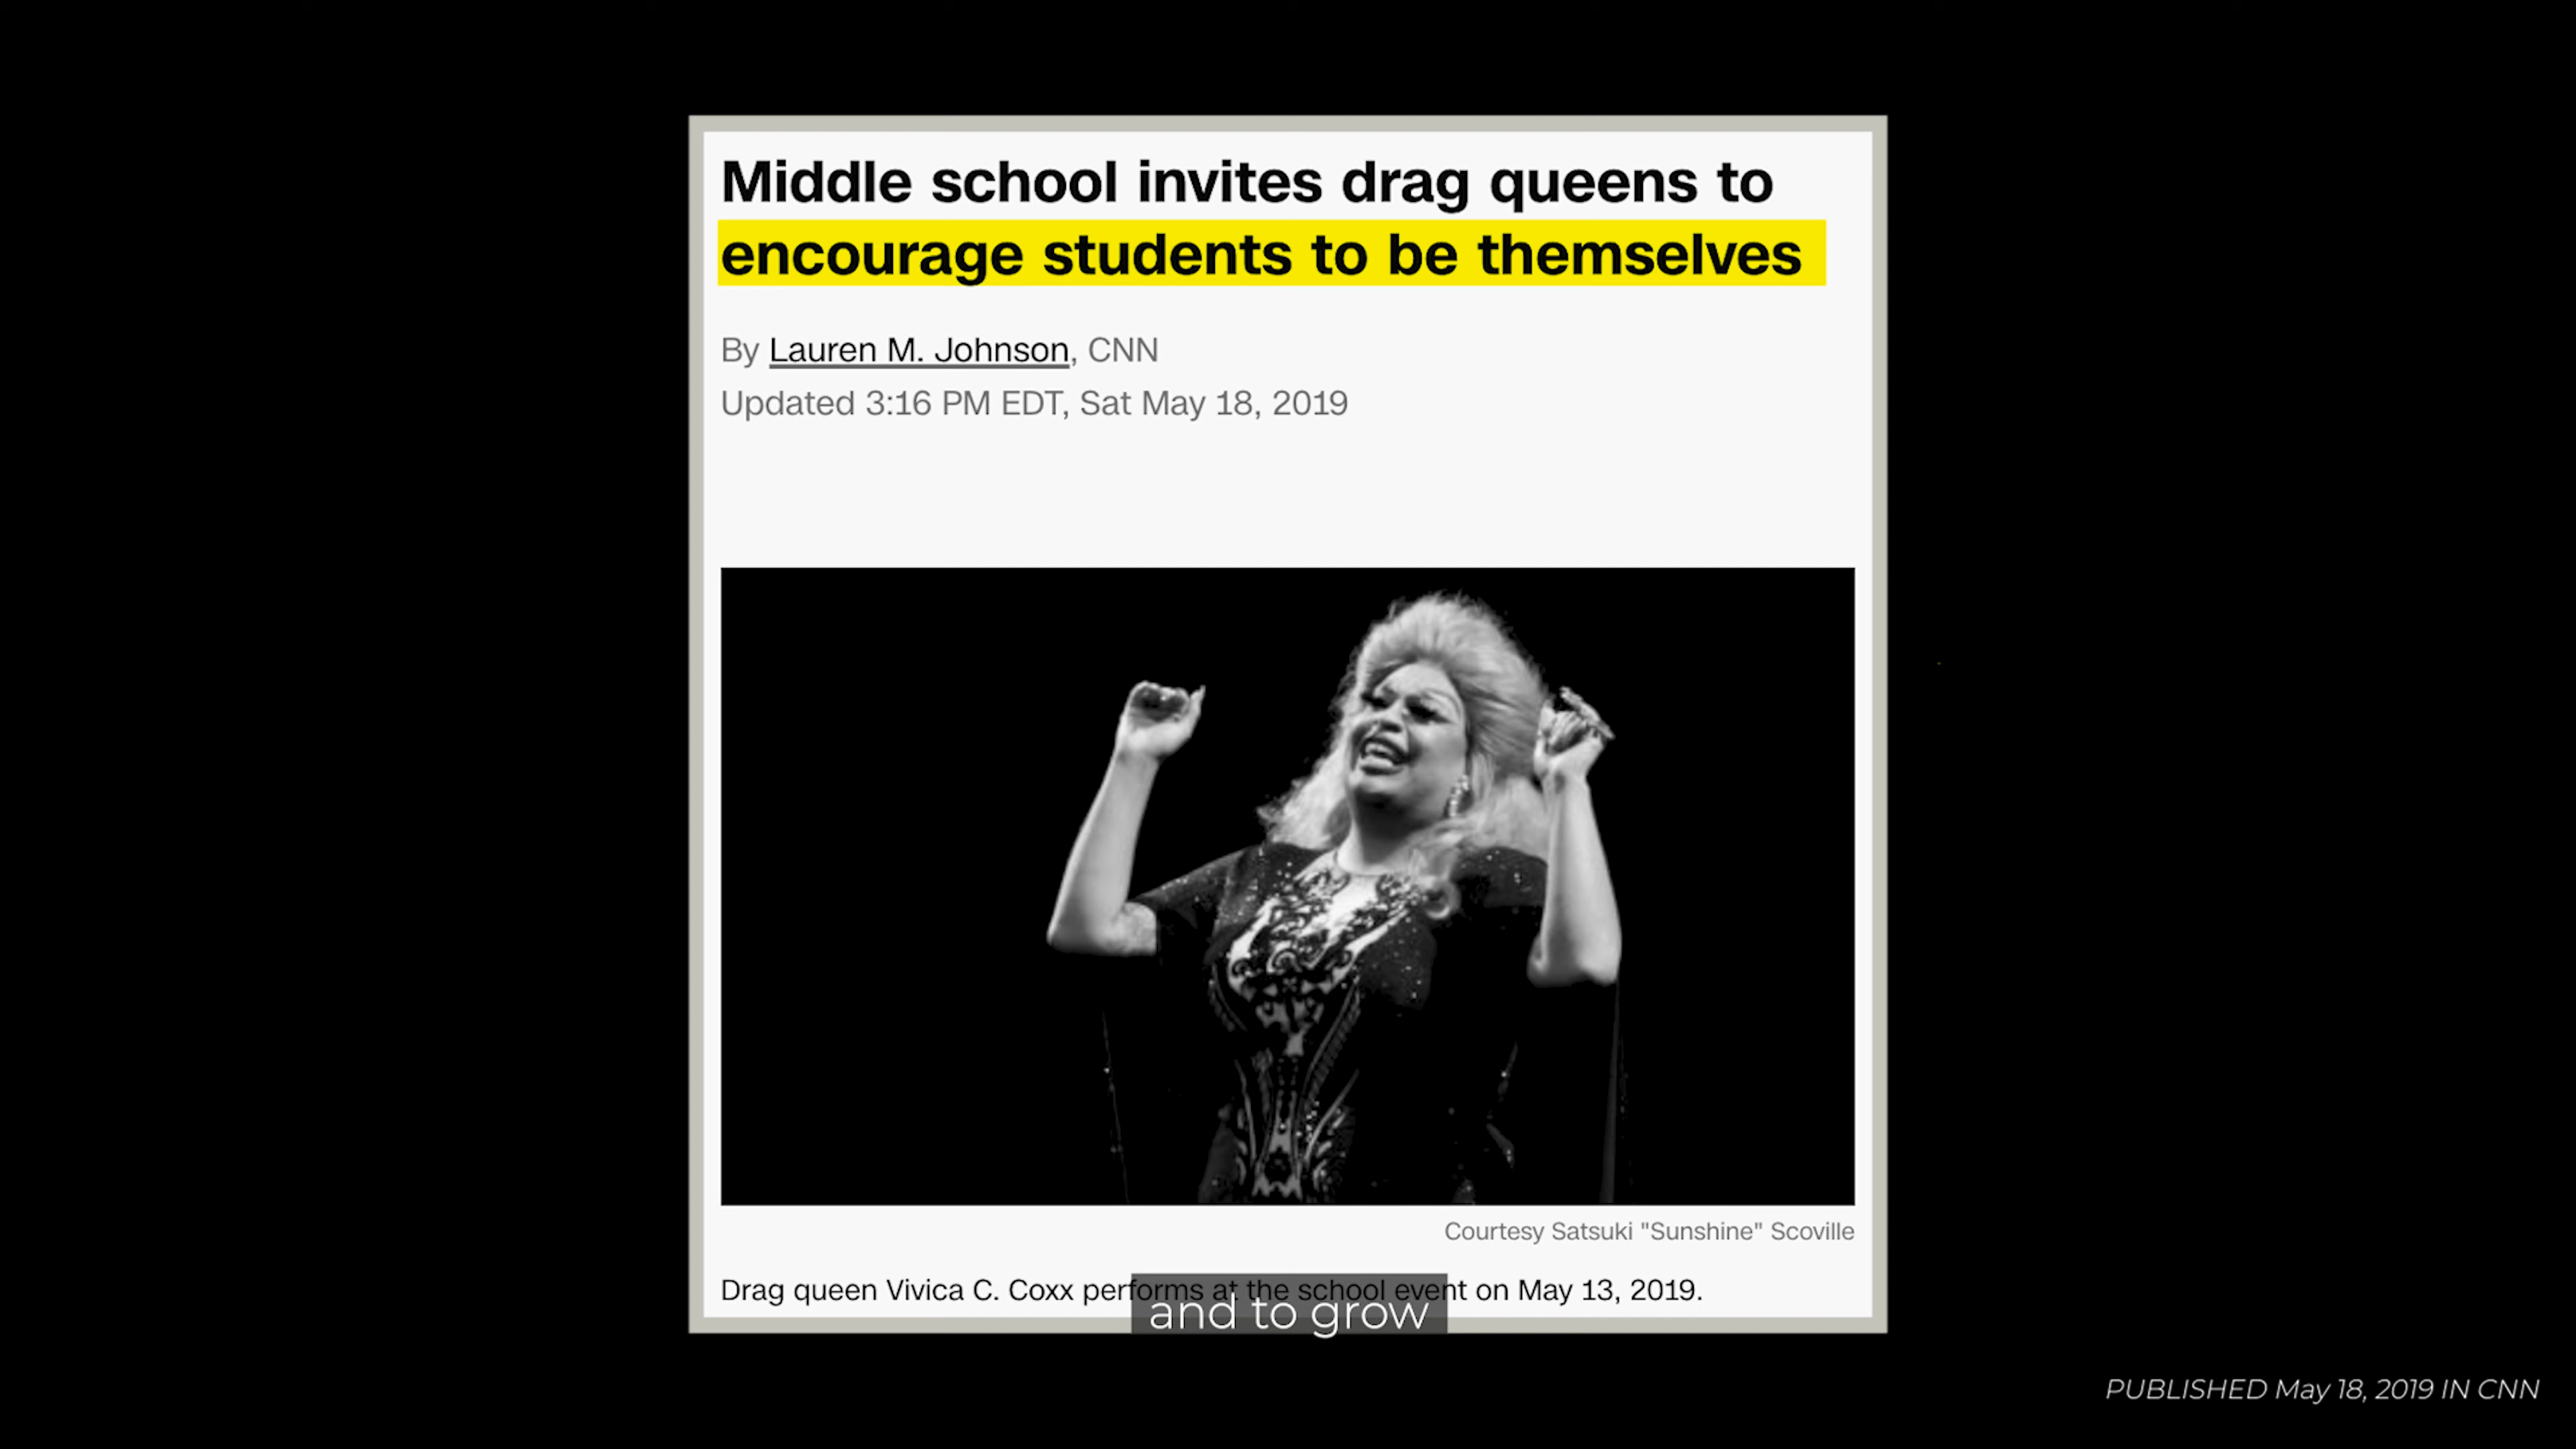 Middle school invites drag queens to
encourage students to be themselves
By Lauren M. Johnson, CNN
Updated 3:16 PM EDT, Sat May 18, 2019
Courtesy Satsuki "Sunshine" Scoville
Drag queen Vivica C. Coxx performs at the school event on May 13, 2019.
and to grow
PUBLISHED May 18, 2019 IN CNN